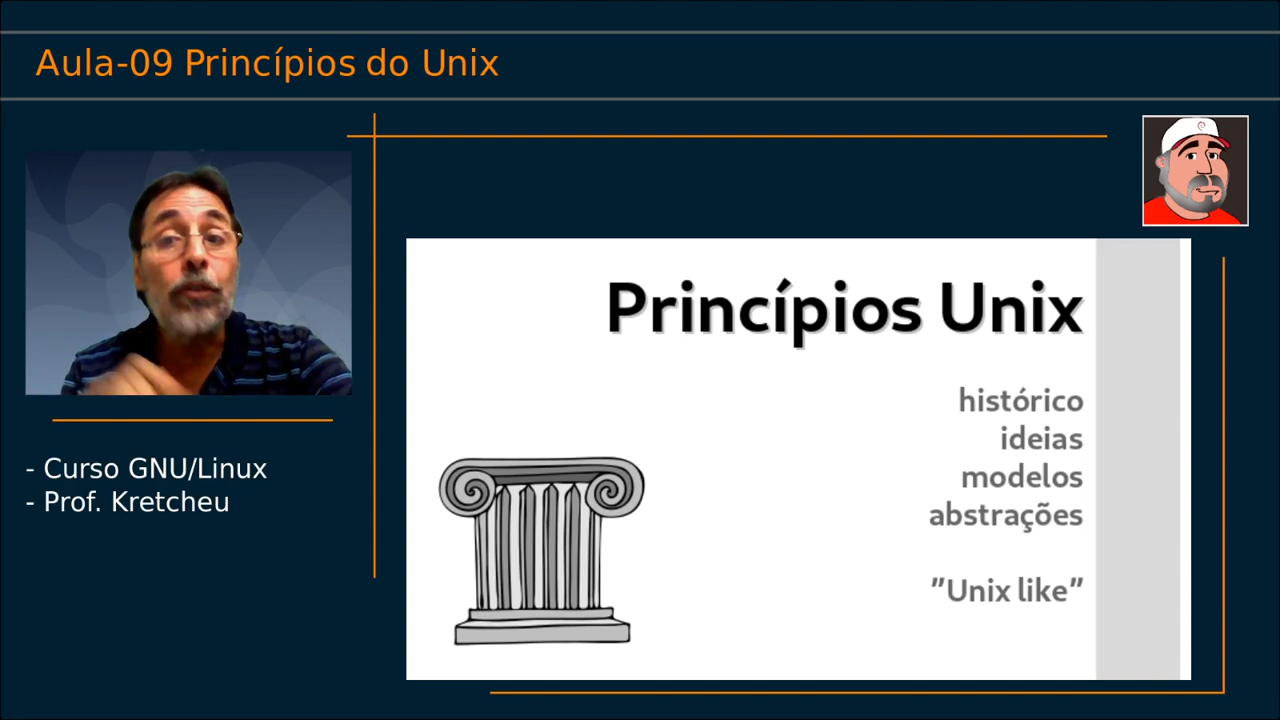 Aula-09 Princípios do Unix
- Curso GNU/Linux
- Prof. Kretcheu
Princípios Unix
histórico
ideias
modelos
abstrações
"Unix like"